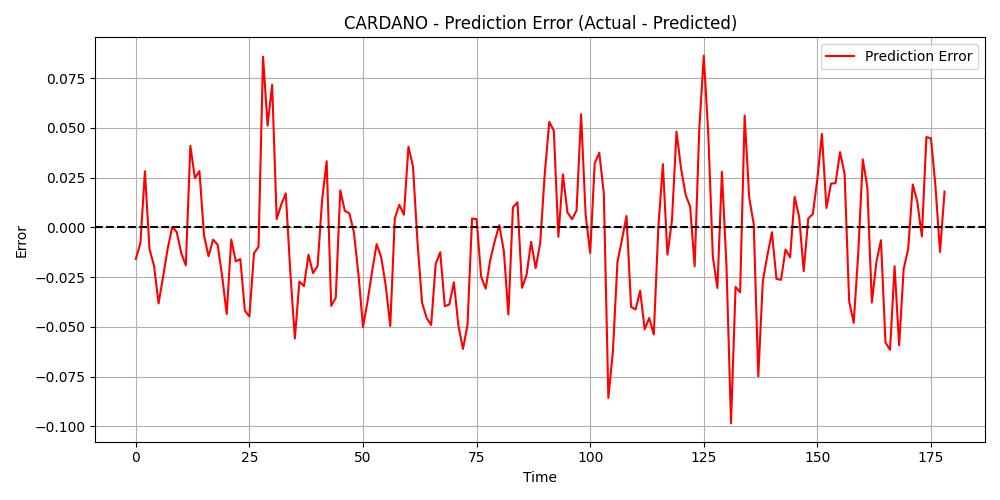 CARDANO - Prediction Error (Actual - Predicted)
Prediction Error
0.075
0.050
0.025
0.000
−0.025
−0.050
−0.075
−0.100
Error
0 25 50 75 100 125 150 175
Time